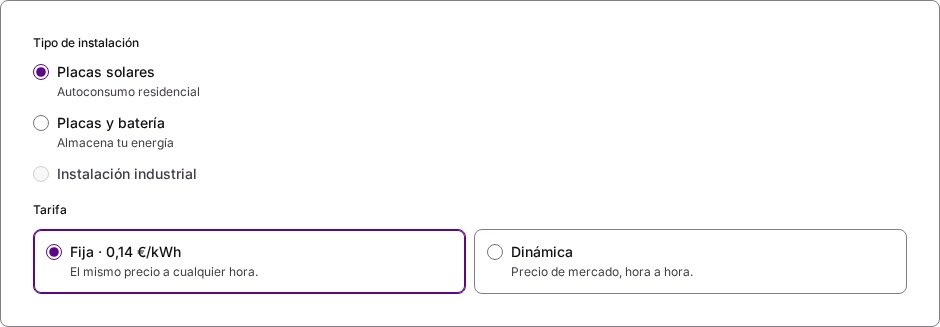 Tipo de instalación
Placas solares
Autoconsumo residencial
Placas y batería
Almacena tu energía
Instalación industrial
Tarifa
Fija · 0,14 €/kWh
El mismo precio a cualquier hora.
Dinámica
Precio de mercado, hora a hora.